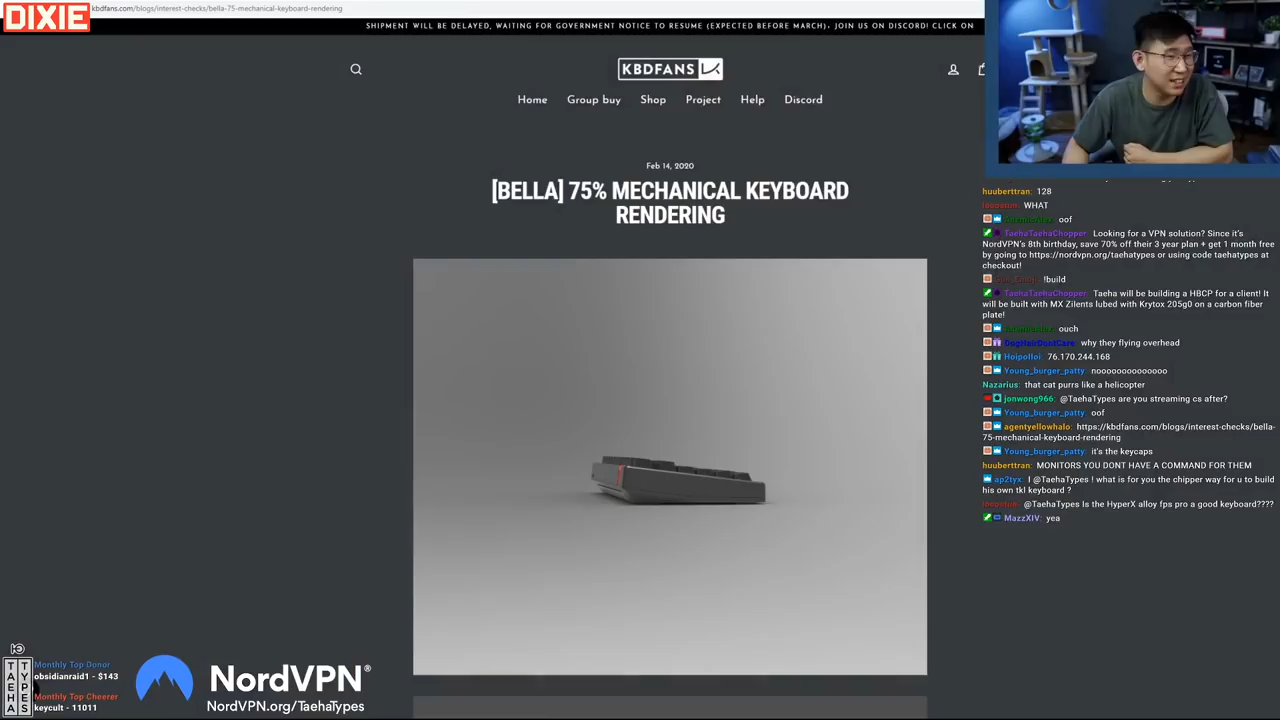 DIXIE
kbdfans.com/blogs/interest-checks/bella-75-mechanical-keyboard-rendering
SHIPMENT WILL BE DELAYED, WAITING FOR GOVERNMENT NOTICE TO RESUME (EXPECTED BEFORE MARCH). JOIN US ON DISCORD! CLICK ON
KBDFANS
Home Group buy Shop Project Help Discord
Feb 14, 2020
[BELLA] 75% MECHANICAL KEYBOARD
RENDERING
huuberttran: 128
WHAT
oof
TaehaTaehaChopper: Looking for a VPN solution? Since it's
NordVPN's 8th birthday, save 70% off their 3 year plan + get 1 month free
by going to https://nordvpn.org/taehatypes or using code taehatypes at
checkout!
!build
TaehaTaehaChopper: Taeha will be building a HBCP for a client! It
will be built with MX Zilents lubed with Krytox 205g0 on a carbon fiber
plate!
ouch
DogHairDontCare: why they flying overhead
Hoipolloi: 76.170.244.168
Young_burger_patty: nooooooooooooo
Nazarius: that cat purrs like a helicopter
jonwong966: @TaehaTypes are you streaming cs after?
Young_burger_patty: oof
agentyellowhalo: https://kbdfans.com/blogs/interest-checks/bella-
75-mechanical-keyboard-rendering
Young_burger_patty: it's the keycaps
huuberttran: MONITORS YOU DONT HAVE A COMMAND FOR THEM
ap2tyx: I @TaehaTypes ! what is for you the chipper way for u to build
his own tkl keyboard ?
@TaehaTypes Is the HyperX alloy fps pro a good keyboard????
MazzXIV: yea
TAEHA
TYPES
Monthly Top Donor
obsidianraid1 - $143
Monthly Top Cheerer
keycult - 11011
NordVPN®
NordVPN.org/TaehaTypes